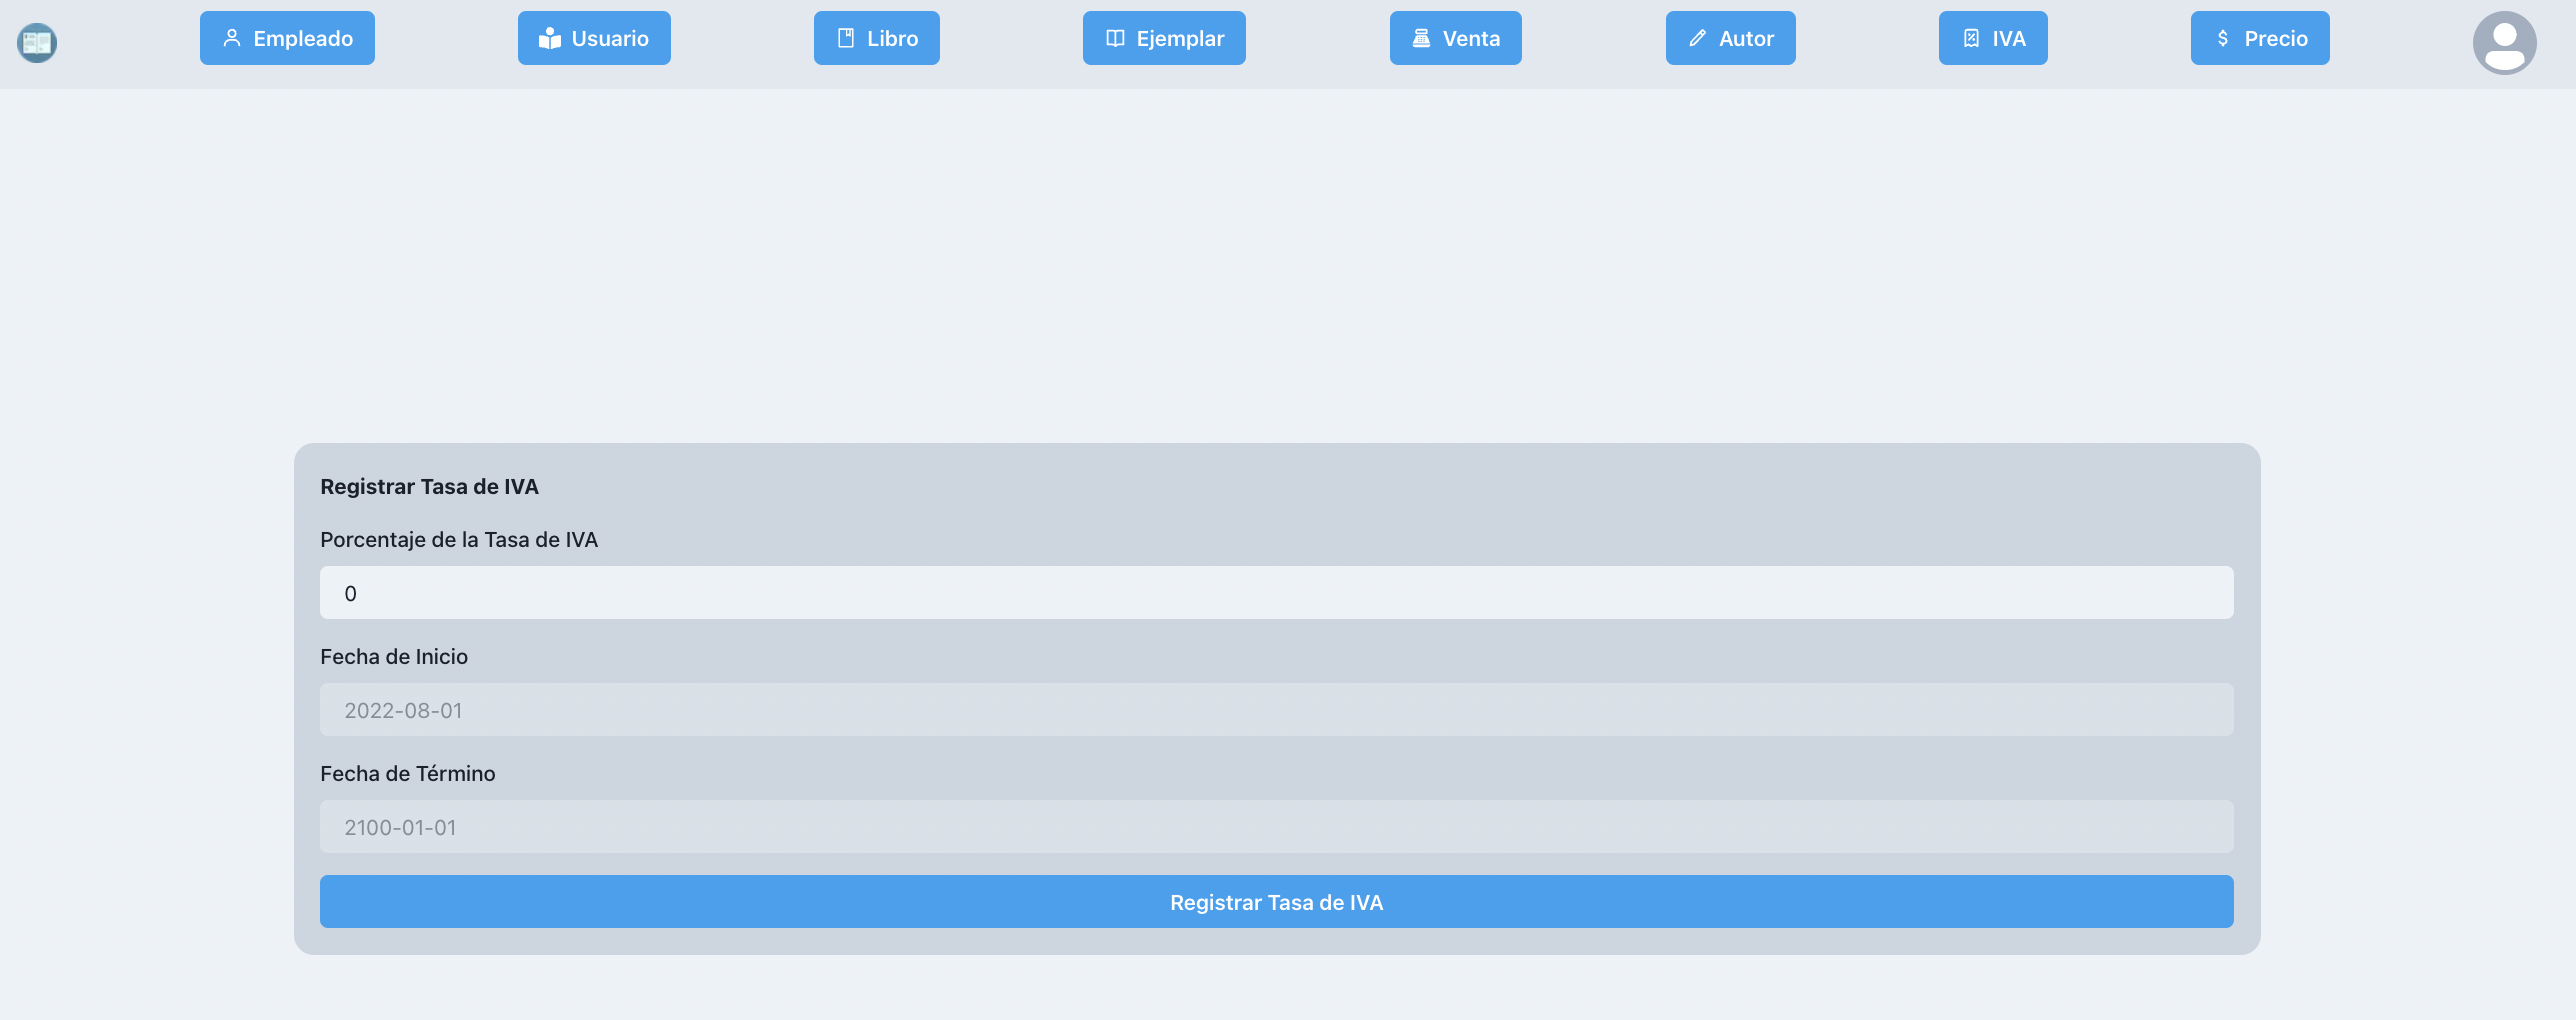 Empleado Usuario Libro Ejemplar Venta Autor IVA Precio
Registrar Tasa de IVA
Porcentaje de la Tasa de IVA
0
Fecha de Inicio
2022-08-01
Fecha de Término
2100-01-01
Registrar Tasa de IVA